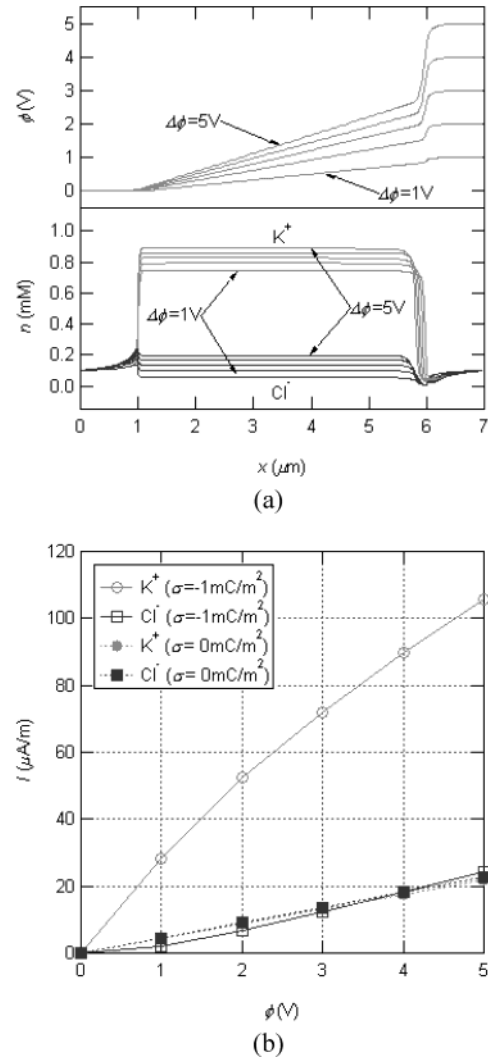 ϕ (V)
5
4
3
2
1
0
Δϕ=5V
Δϕ=1V
n (mM)
1.0
0.8
0.6
0.4
0.2
0.0
K⁺
Δϕ=1V
Δϕ=5V
Cl⁻
0 1 2 3 4 5 6 7
x (μm)
(a)
I (μA/m)
120
100
80
60
40
20
0
K⁺ (σ=-1mC/m²)
Cl⁻ (σ=-1mC/m²)
K⁺ (σ= 0mC/m²)
Cl⁻ (σ= 0mC/m²)
0 1 2 3 4 5
ϕ (V)
(b)